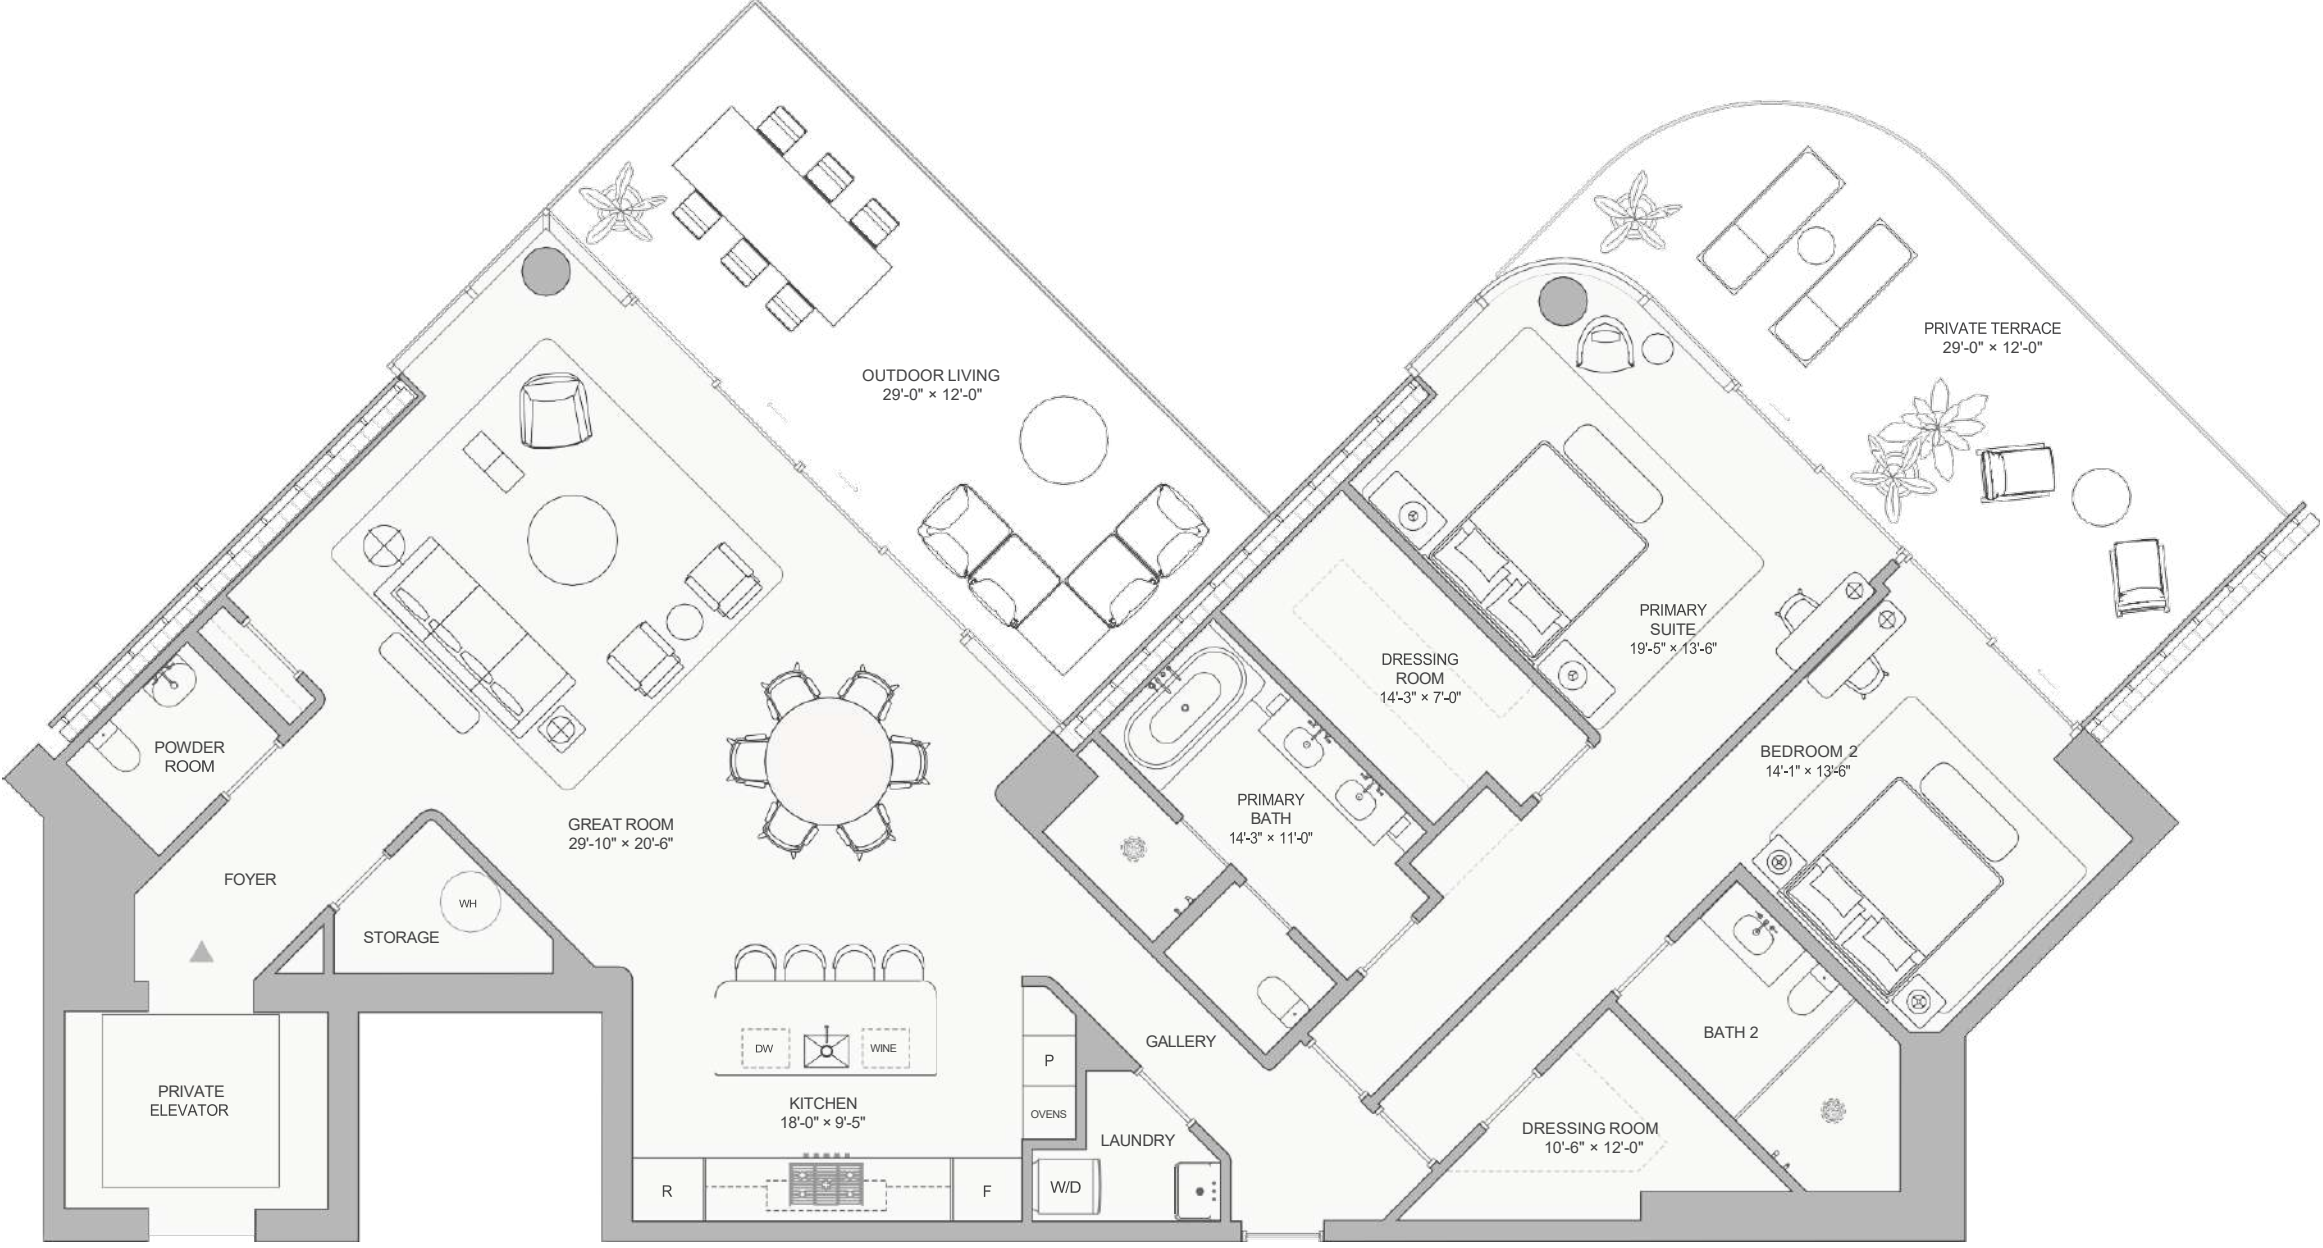 PRIVATE TERRACE
29'-0" × 12'-0"
OUTDOOR LIVING
29'-0" × 12'-0"
PRIMARY
SUITE
19'-5" × 13'-6"
DRESSING
ROOM
14'-3" × 7'-0"
POWDER
ROOM
BEDROOM 2
14'-1" × 13'-6"
PRIMARY
BATH
14'-3" × 11'-0"
GREAT ROOM
29'-10" × 20'-6"
FOYER
WH
STORAGE
BATH 2
GALLERY
DW
WINE
P
PRIVATE
ELEVATOR
KITCHEN
18'-0" × 9'-5"
OVENS
LAUNDRY
DRESSING ROOM
10'-6" × 12'-0"
R
F
W/D